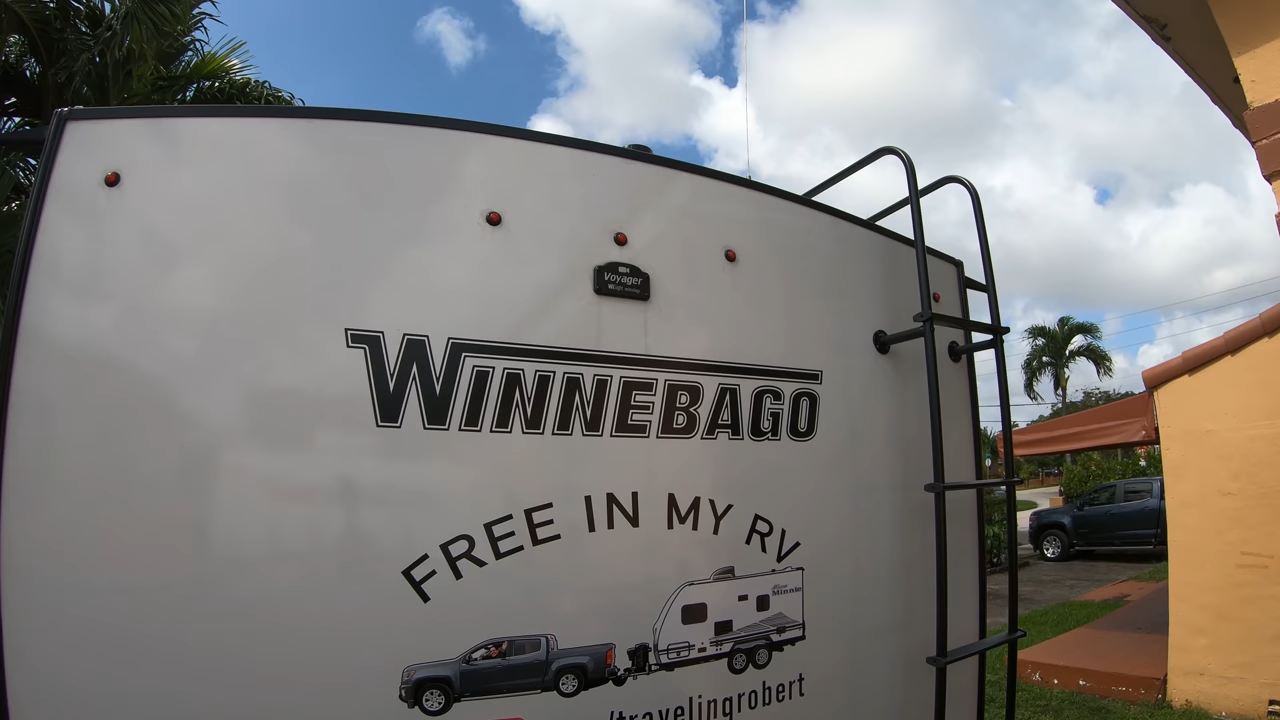 Voyager
WINNEBAGO
FREE IN MY RV
Minnie
/travelingrobert